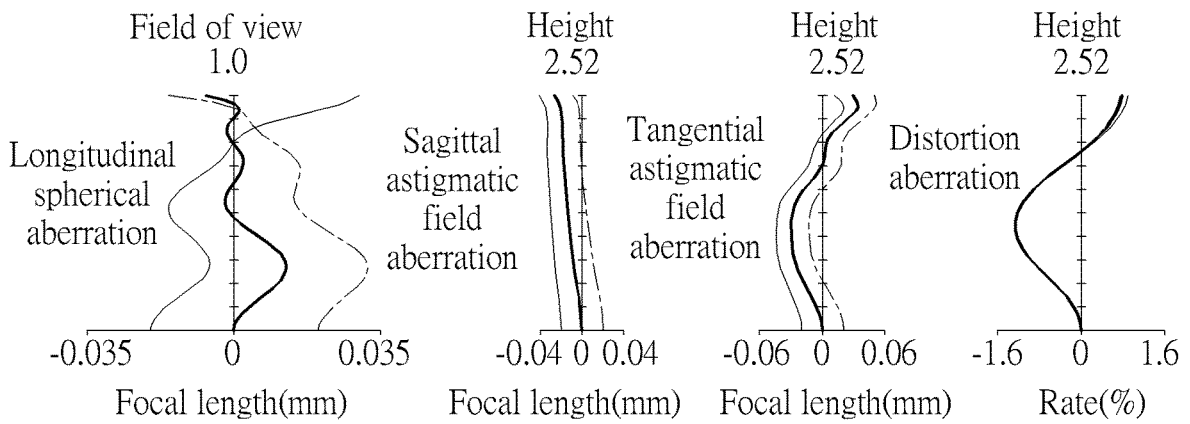 Field of view
1.0
Longitudinal
spherical
aberration
-0.035
0
0.035
Focal length(mm)
Height
2.52
Sagittal
astigmatic
field
aberration
-0.04 0 0.04
Focal length(mm)
Height
2.52
Tangential
astigmatic
field
aberration
-0.06 0 0.06
Focal length(mm)
Height
2.52
Distortion
aberration
-1.6 0 1.6
Rate(%)